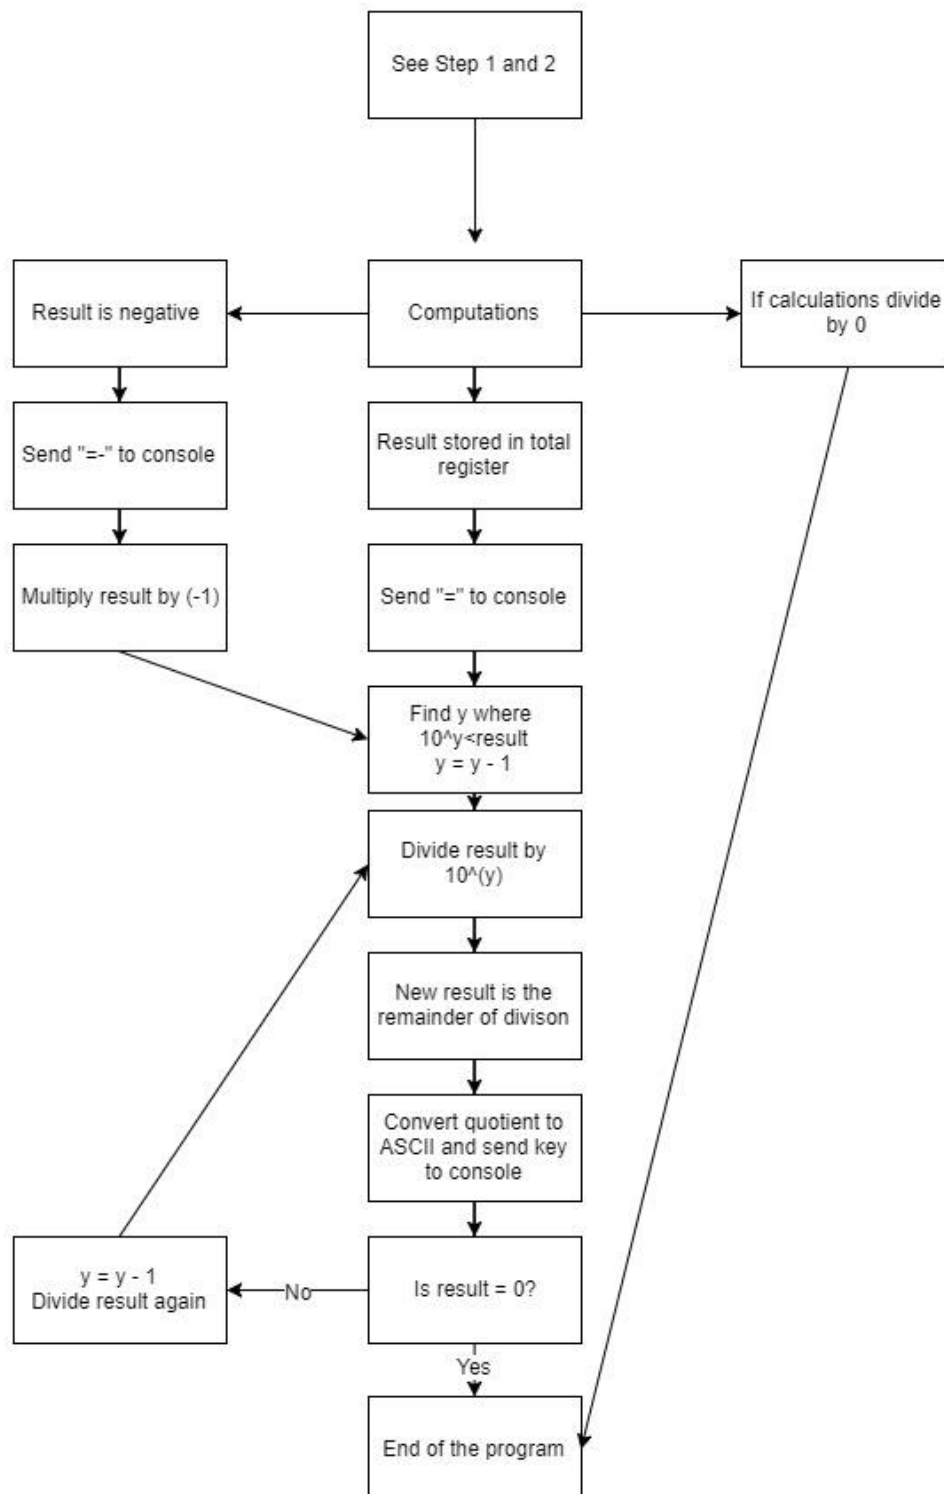 See Step 1 and 2
Result is negative
Computations
If calculations divide
by 0
Send "=-" to console
Result stored in total
register
Multiply result by (-1)
Send "=" to console
Find y where
10^y<result
y = y - 1
Divide result by
10^(y)
New result is the
remainder of divison
Convert quotient to
ASCII and send key
to console
y = y - 1
Divide result again
No
Is result = 0?
Yes
End of the program